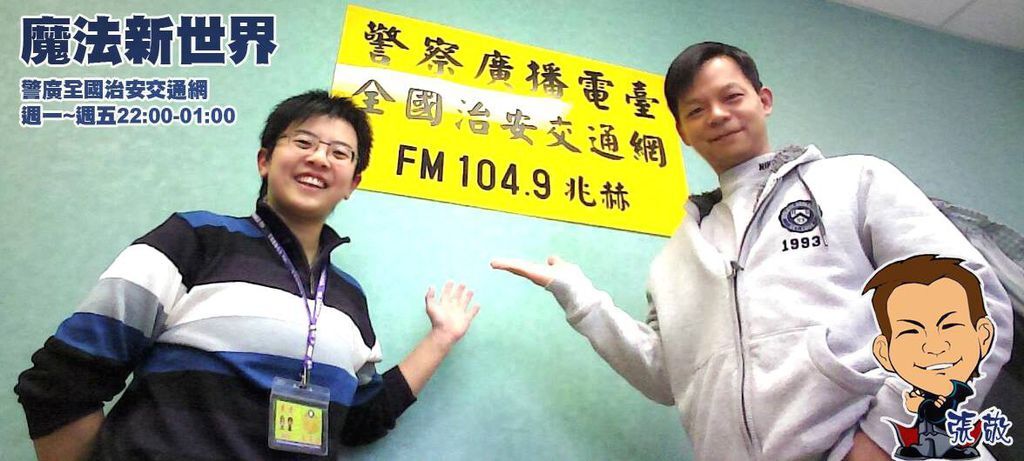 魔法新世界
警廣全國治安交通網
週一~週五22:00-01:00
警察廣播電臺
全國治安交通網
FM 104.9 兆赫
1993
張敬